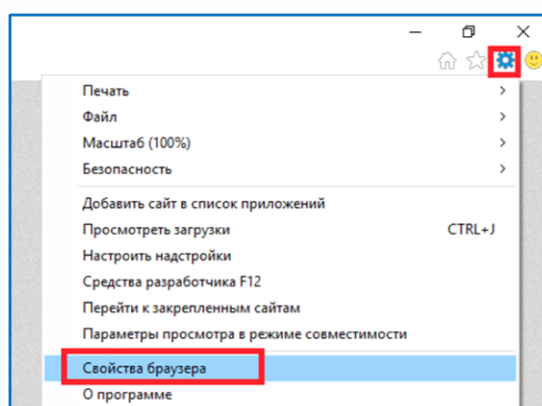 Печать
Файл
Масштаб (100%)
Безопасность
Добавить сайт в список приложений
Просмотреть загрузки CTRL+J
Настроить надстройки
Средства разработчика F12
Перейти к закрепленным сайтам
Параметры просмотра в режиме совместимости
Свойства браузера
О программе